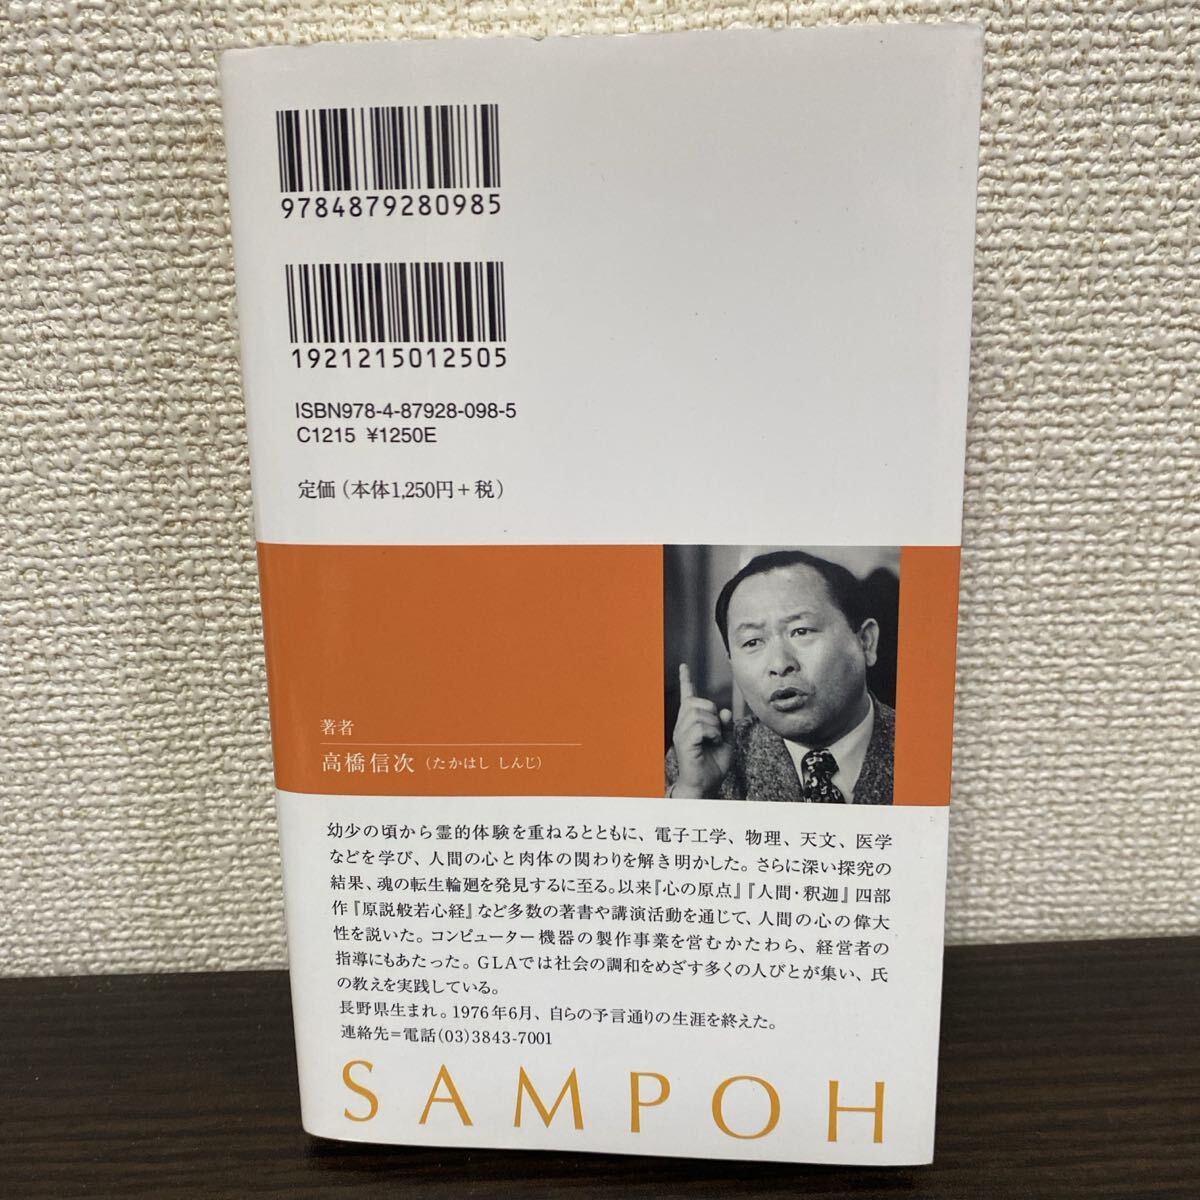 9784879280985
1921215012505
ISBN978-4-87928-098-5
C1215 ¥1250E
定価(本体1,250円+税)
著者
高橋信次(たかはし しんじ)
幼少の頃から霊的体験を重ねるとともに、電子工学、物理、天文、医学
などを学び、人間の心と肉体の関わりを解き明かした。さらに深い探究の
結果、魂の転生輪廻を発見するに至る。以来『心の原点』『人間・釈迦』四部
作『原説般若心経』など多数の著書や講演活動を通じて、人間の心の偉大
性を説いた。コンピューター機器の製作事業を営むかたわら、経営者の
指導にもあたった。GLAでは社会の調和をめざす多くの人びとが集い、氏
の教えを実践している。
長野県生まれ。1976年6月、自らの予言通りの生涯を終えた。
連絡先=電話(03)3843-7001
SAMPOH